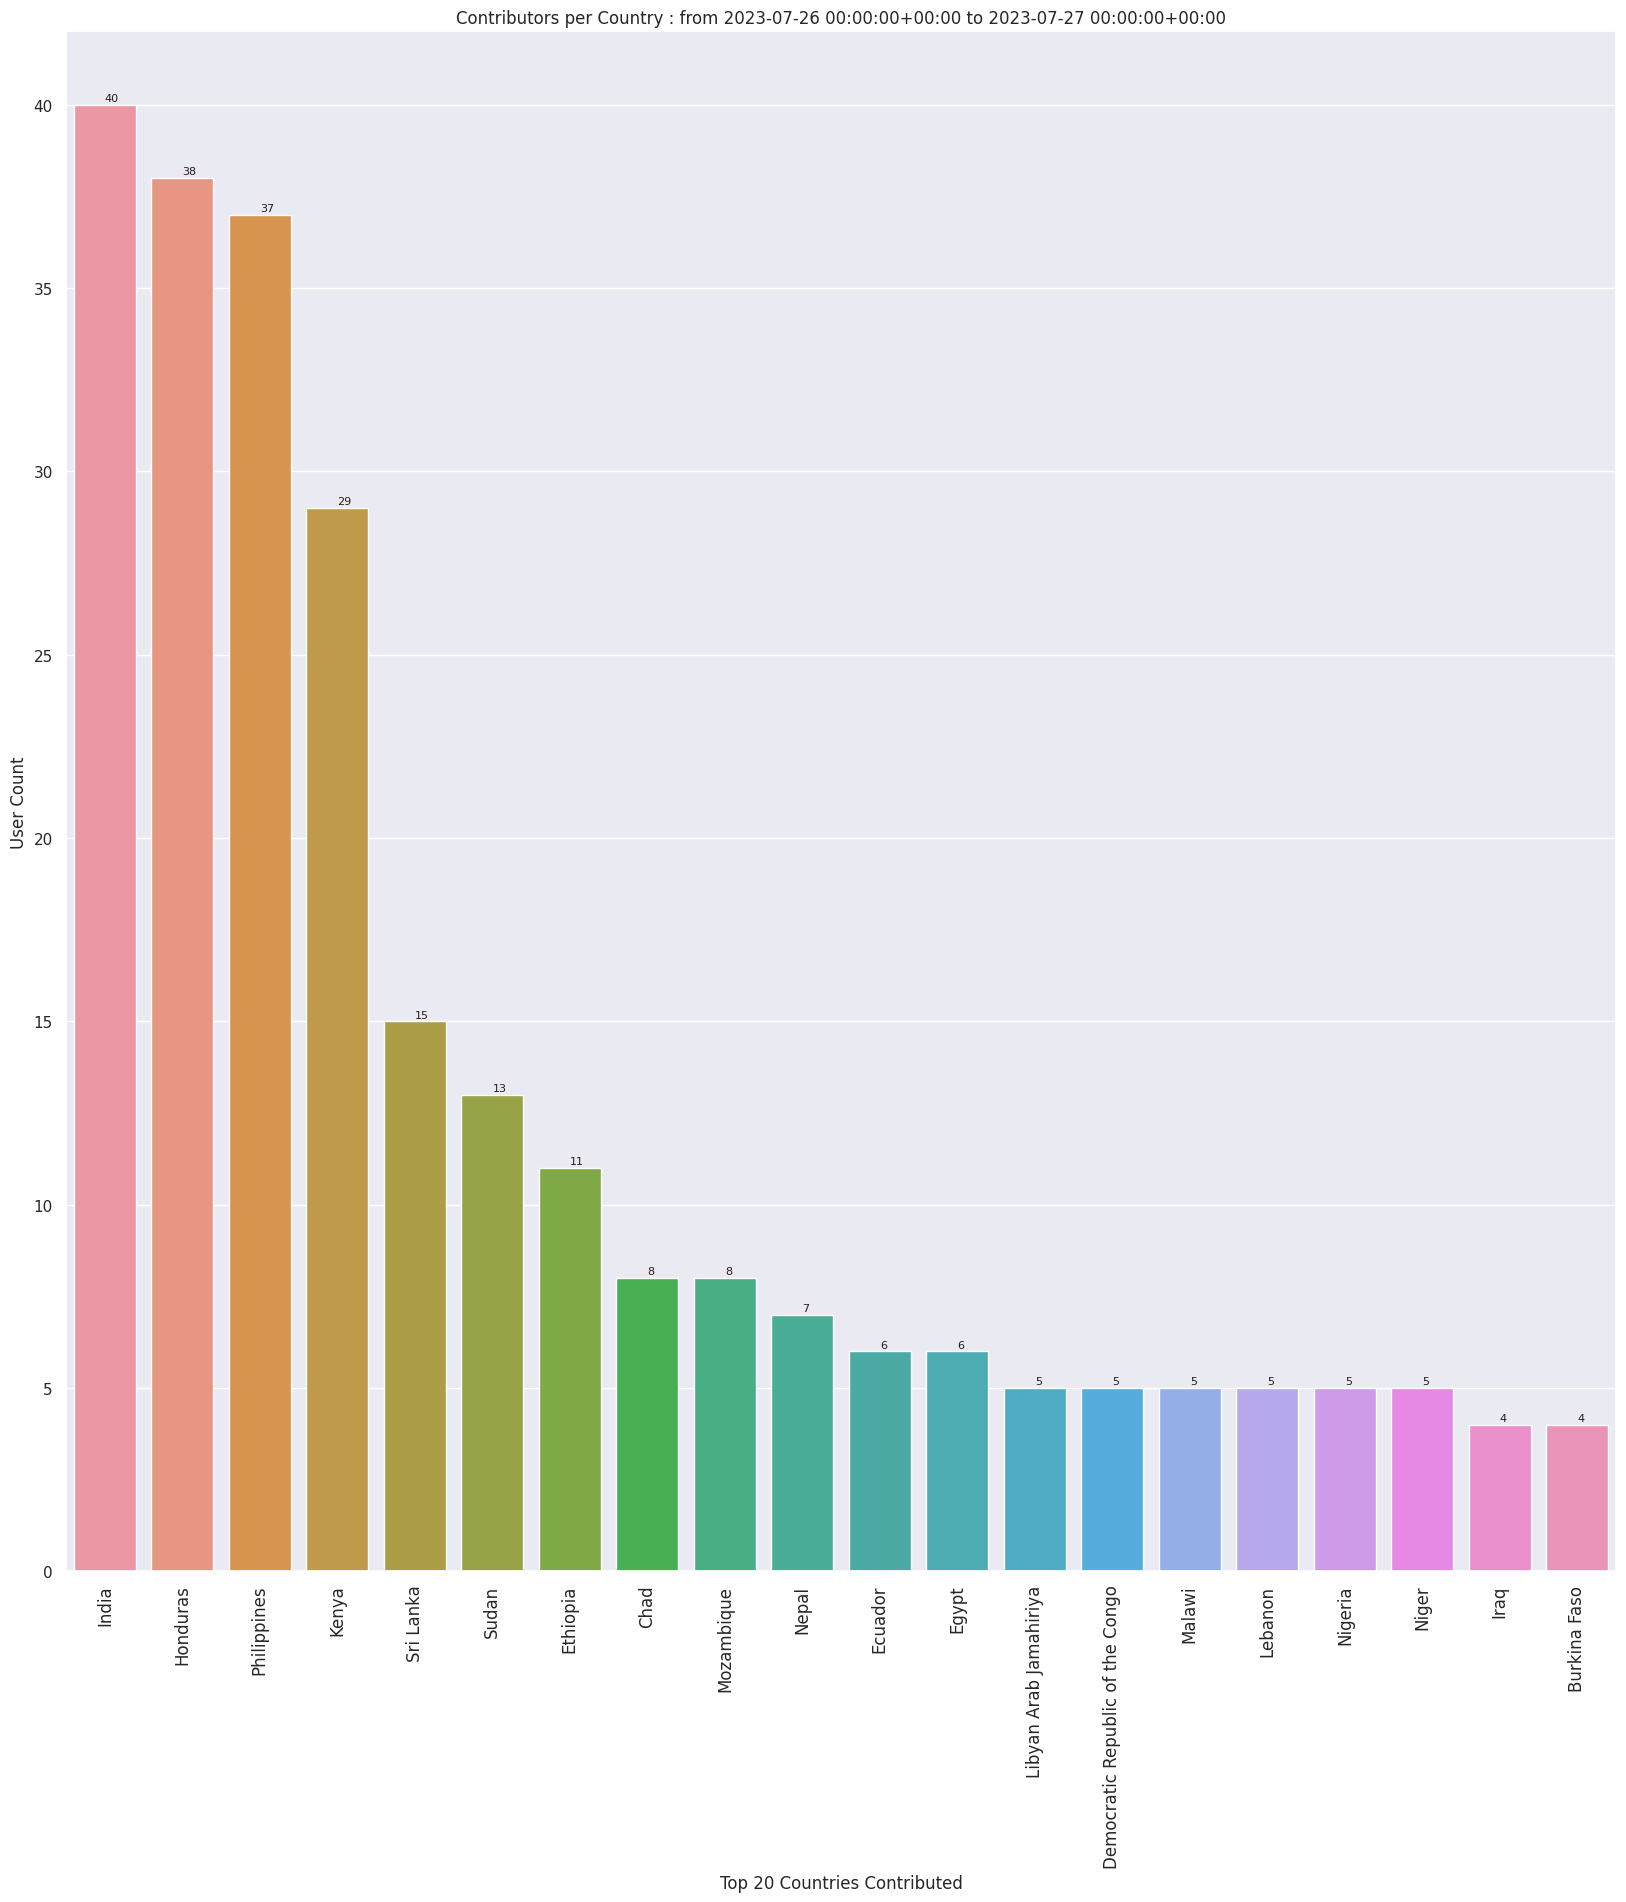 Contributors per Country : from 2023-07-26 00:00:00+00:00 to 2023-07-27 00:00:00+00:00
User Count
40
35
30
25
20
15
10
5
0
40
38
37
29
15
13
11
8
8
7
6
6
5
5
5
5
5
5
4
4
India
Honduras
Philippines
Kenya
Sri Lanka
Sudan
Ethiopia
Chad
Mozambique
Nepal
Ecuador
Egypt
Libyan Arab Jamahiriya
Democratic Republic of the Congo
Malawi
Lebanon
Nigeria
Niger
Iraq
Burkina Faso
Top 20 Countries Contributed